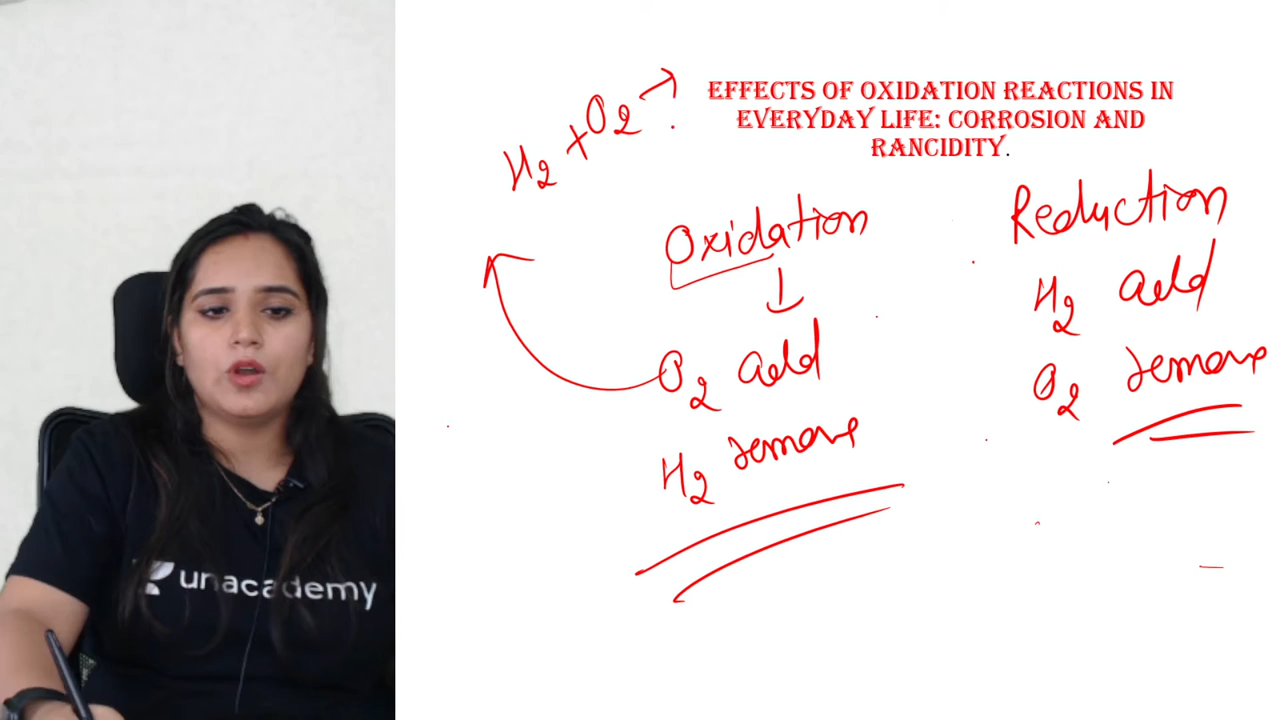 H2 + O2 →
EFFECTS OF OXIDATION REACTIONS IN
EVERYDAY LIFE: CORROSION AND
RANCIDITY.
Oxidation
↓
O2 add
H2 remove
Reduction
H2 add
O2 remove
unacademy